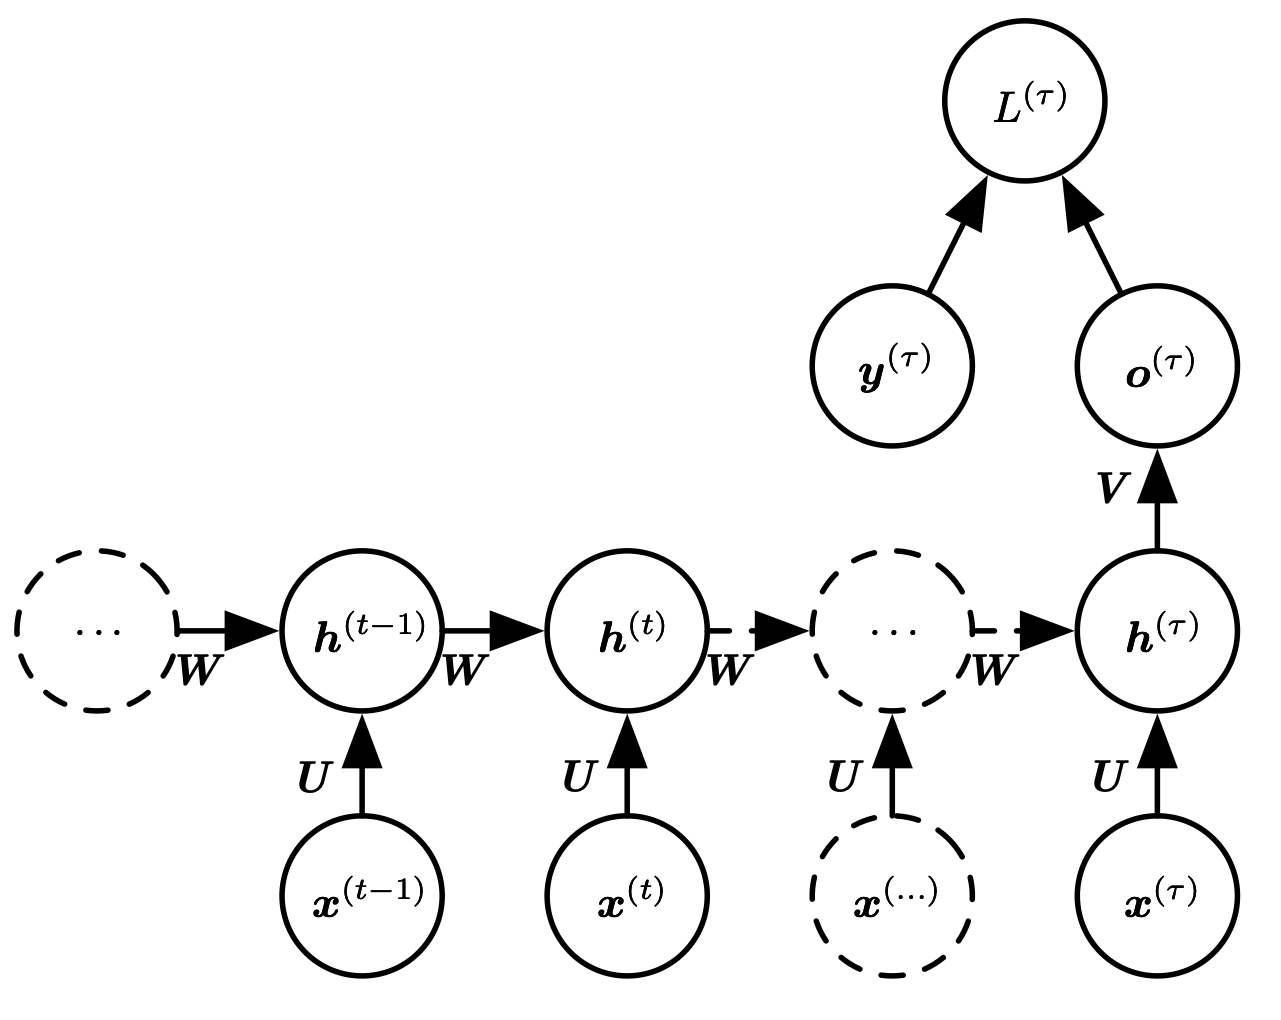 L^(τ)
y^(τ) o^(τ)
V
... h^(t−1) h^(t) ... h^(τ)
W W W W
U U U U
x^(t−1) x^(t) x^(...) x^(τ)